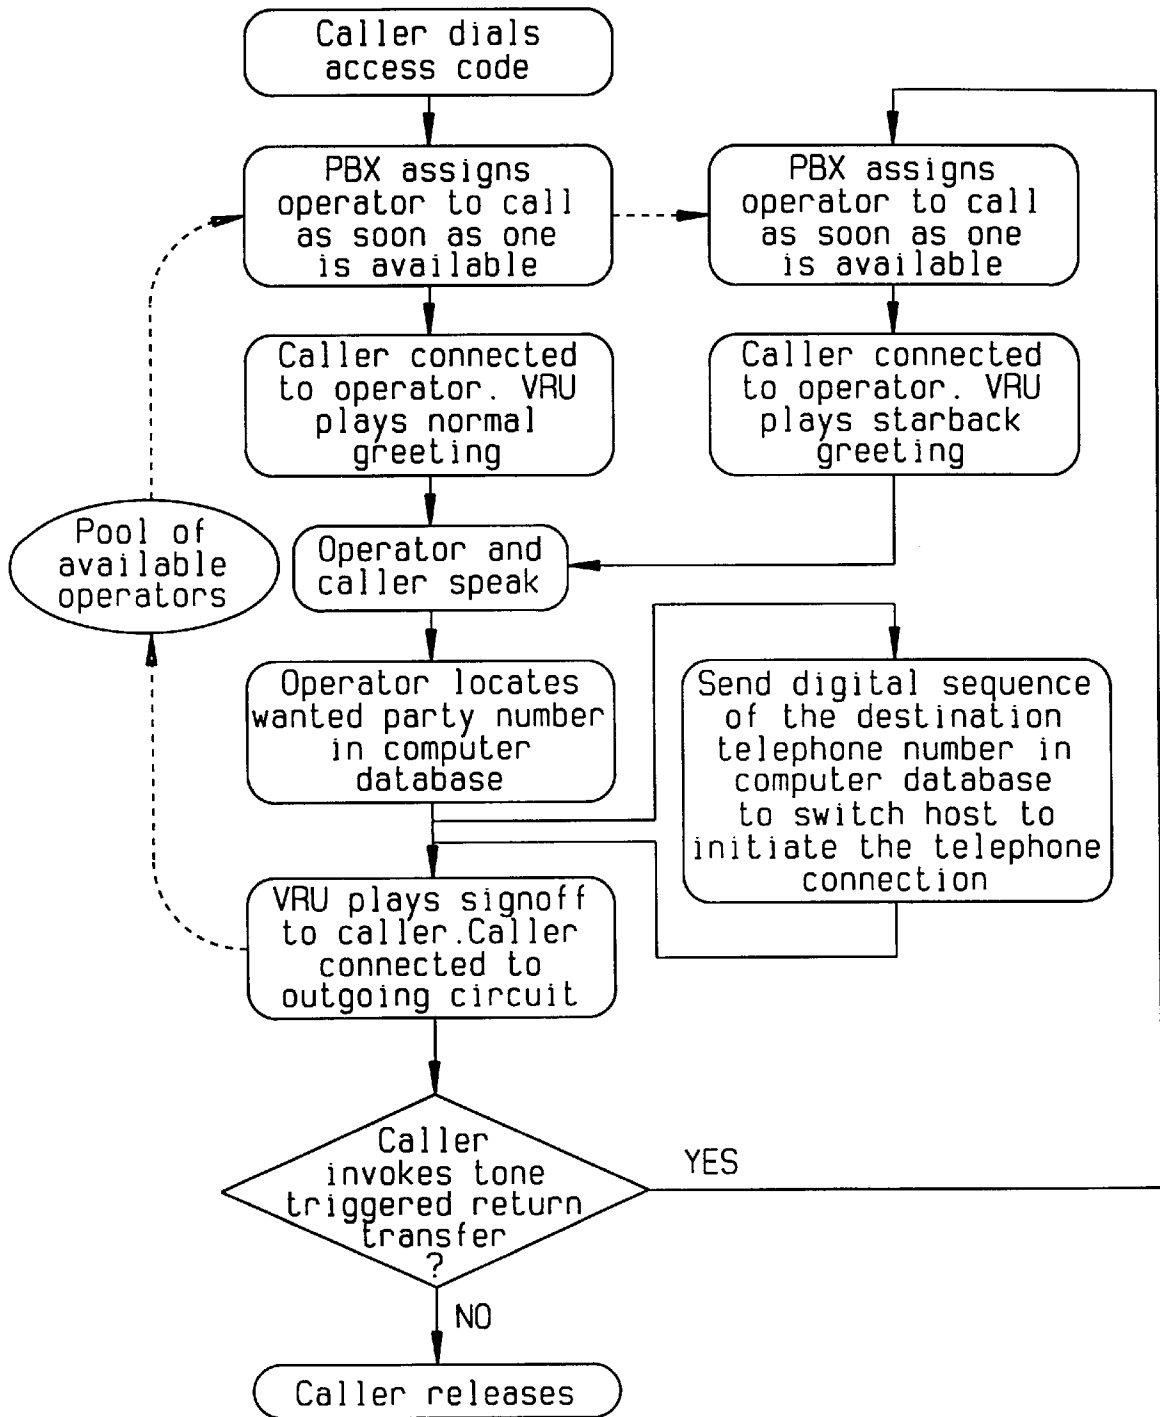 Caller dials
access code
PBX assigns
operator to call
as soon as one
is available
PBX assigns
operator to call
as soon as one
is available
Caller connected
to operator. VRU
plays normal
greeting
Caller connected
to operator. VRU
plays starback
greeting
Pool of
available
operators
Operator and
caller speak
Operator locates
wanted party number
in computer
database
Send digital sequence
of the destination
telephone number in
computer database
to switch host to
initiate the telephone
connection
VRU plays signoff
to caller.Caller
connected to
outgoing circuit
Caller
invokes tone
triggered return
transfer
?
YES
NO
Caller releases